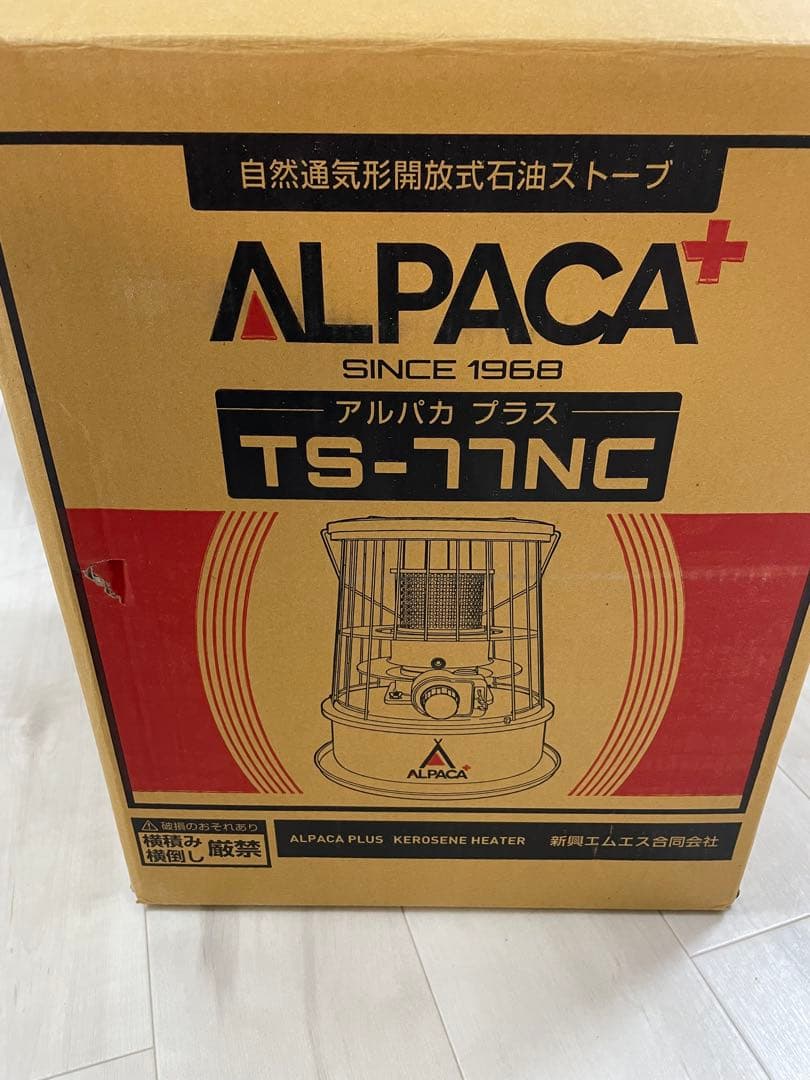 自然通気形開放式石油ストーブ
ALPACA+
SINCE 1968
アルパカ プラス
TS-77NC
ALPACA+
⚠破損のおそれあり
横積み
横倒し 厳禁
ALPACA PLUS KEROSENE HEATER 新興エムエス合同会社